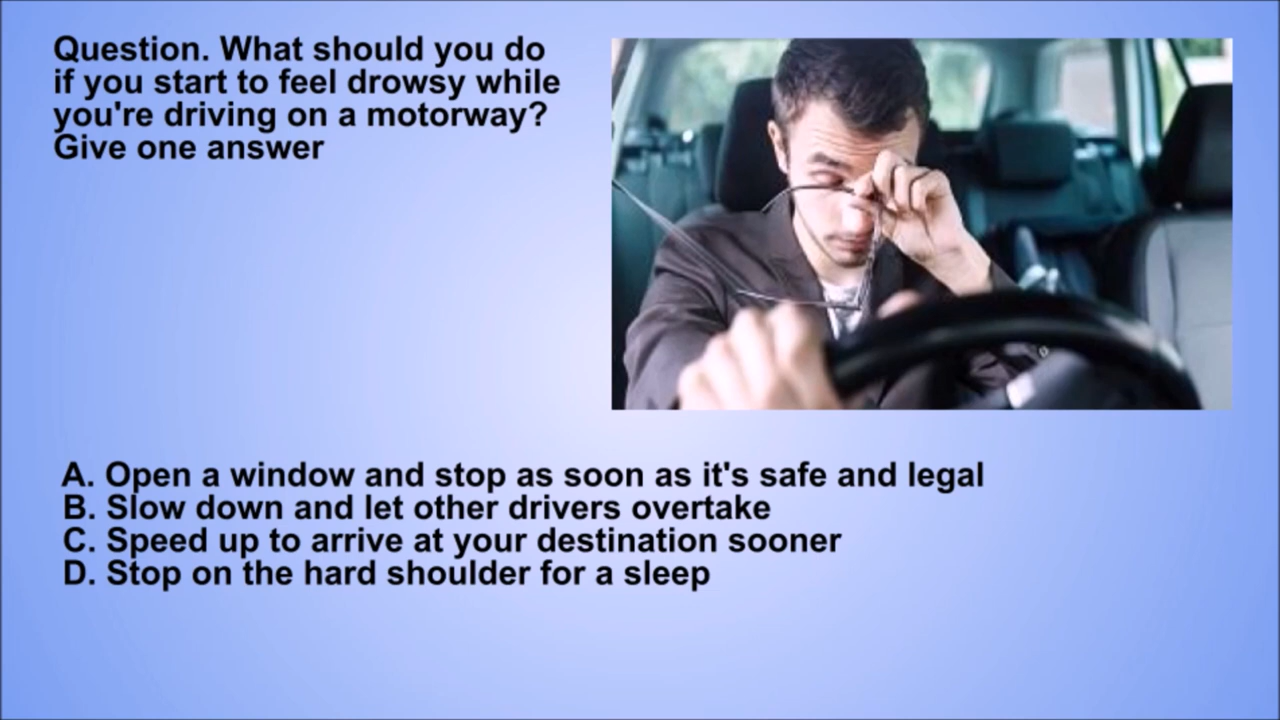 Question. What should you do
if you start to feel drowsy while
you're driving on a motorway?
Give one answer
A. Open a window and stop as soon as it's safe and legal
B. Slow down and let other drivers overtake
C. Speed up to arrive at your destination sooner
D. Stop on the hard shoulder for a sleep